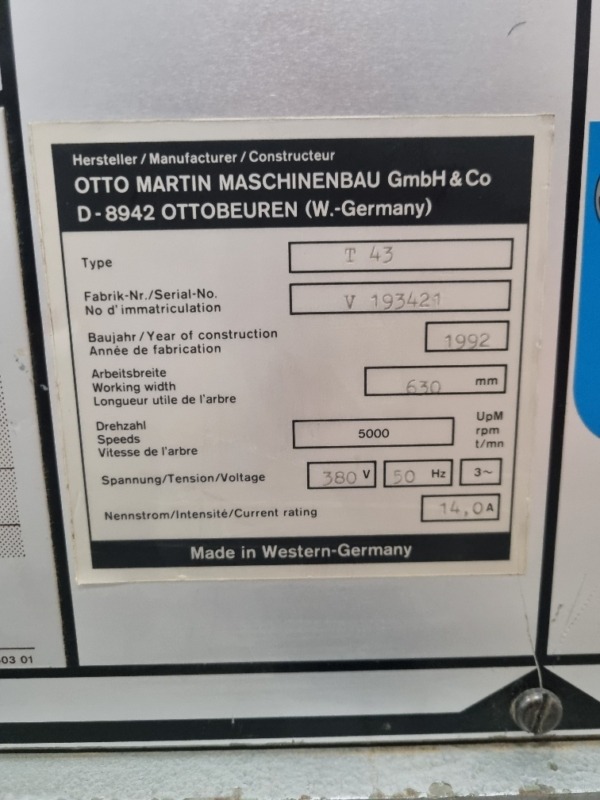 Hersteller/Manufacturer/Constructeur
OTTO MARTIN MASCHINENBAU GmbH & Co
D-8942 OTTOBEUREN (W.-Germany)
Type T 43
Fabrik-Nr./Serial-No.
No d'immatriculation V 193421
Baujahr/Year of construction
Année de fabrication 1992
Arbeitsbreite
Working width 630 mm
Longueur utile de l'arbre
Drehzahl UpM
Speeds 5000 rpm
Vitesse de l'arbre t/mn
Spannung/Tension/Voltage 380 V 50 Hz 3~
Nennstrom/Intensité/Current rating 14,0 A
Made in Western-Germany
03 01